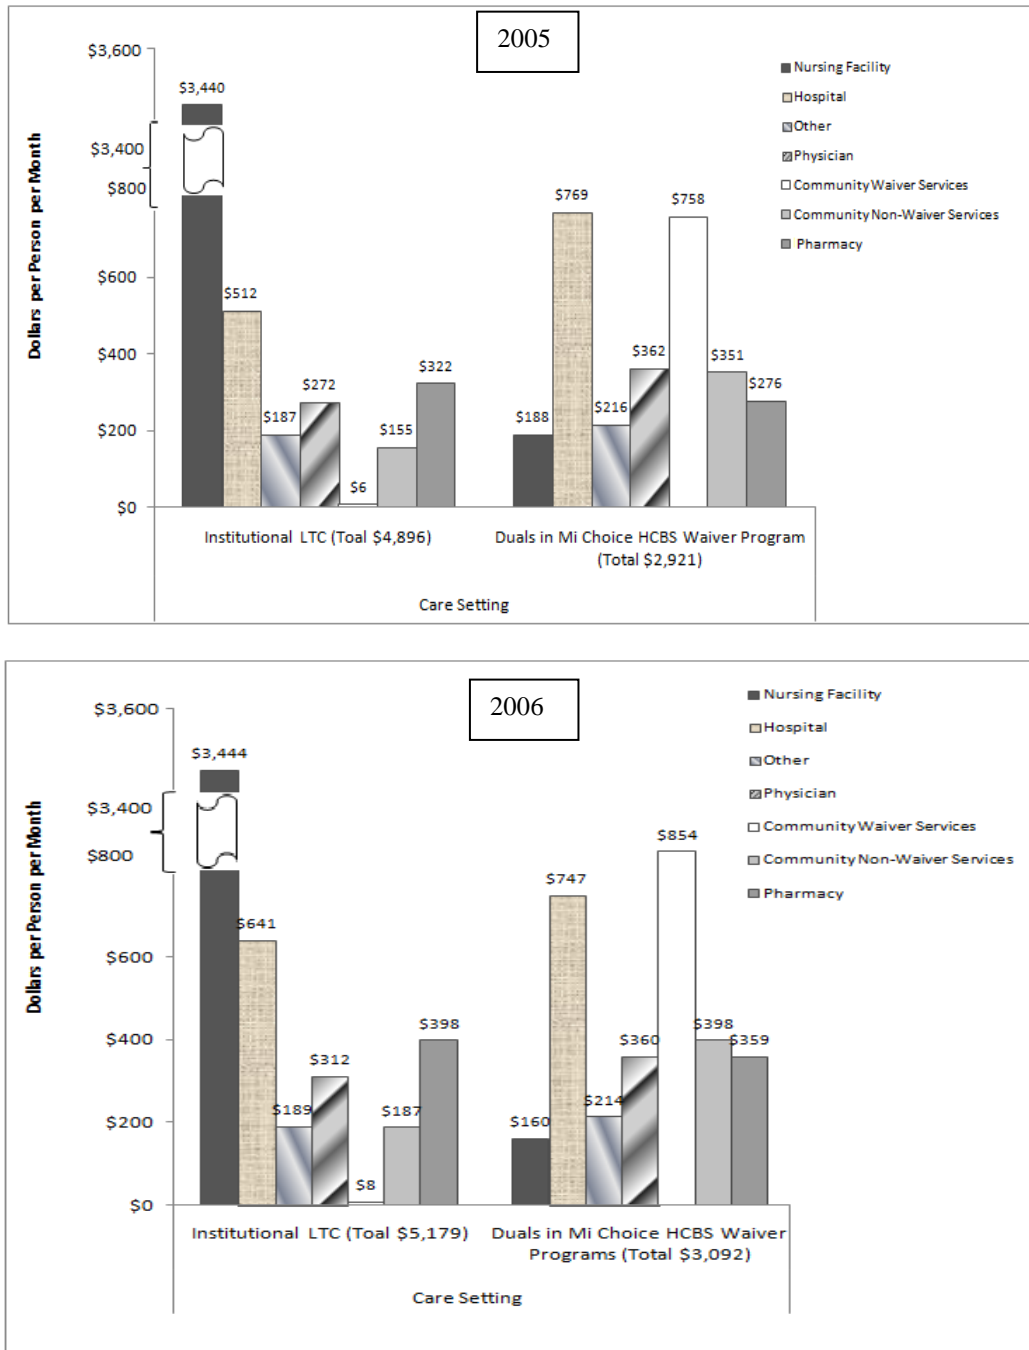 2005
$3,600
$3,440
$3,400
$800
$600
$400
$200
$0
Dollars per Person per Month
$512
$187
$272
$6
$155
$322
$188
$769
$216
$362
$758
$351
$276
Nursing Facility
Hospital
Other
Physician
Community Waiver Services
Community Non-Waiver Services
Pharmacy
Institutional LTC (Toal $4,896)
Duals in Mi Choice HCBS Waiver Program
(Total $2,921)
Care Setting
2006
$3,600
$3,444
$3,400
$800
$600
$400
$200
$0
Dollars per Person per Month
$641
$189
$312
$8
$187
$398
$160
$747
$214
$360
$854
$398
$359
Nursing Facility
Hospital
Other
Physician
Community Waiver Services
Community Non-Waiver Services
Pharmacy
Institutional LTC (Toal $5,179)
Duals in Mi Choice HCBS Waiver
Programs (Total $3,092)
Care Setting